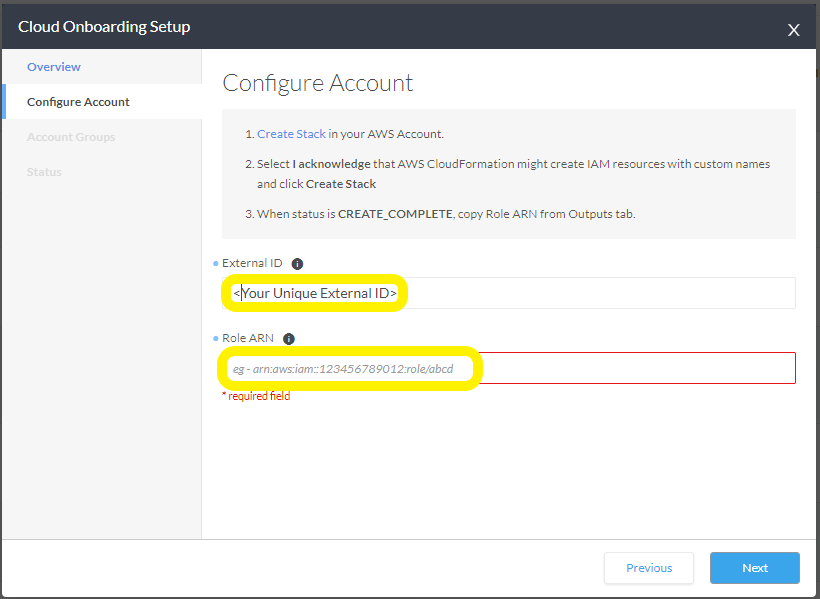 Cloud Onboarding Setup
X
Overview
Configure Account
Account Groups
Status
Configure Account
1. Create Stack in your AWS Account.
2. Select I acknowledge that AWS CloudFormation might create IAM resources with custom names
and click Create Stack
3. When status is CREATE_COMPLETE, copy Role ARN from Outputs tab.
External ID i
<Your Unique External ID>
Role ARN i
eg - arn:aws:iam::123456789012:role/abcd
* required field
Previous
Next